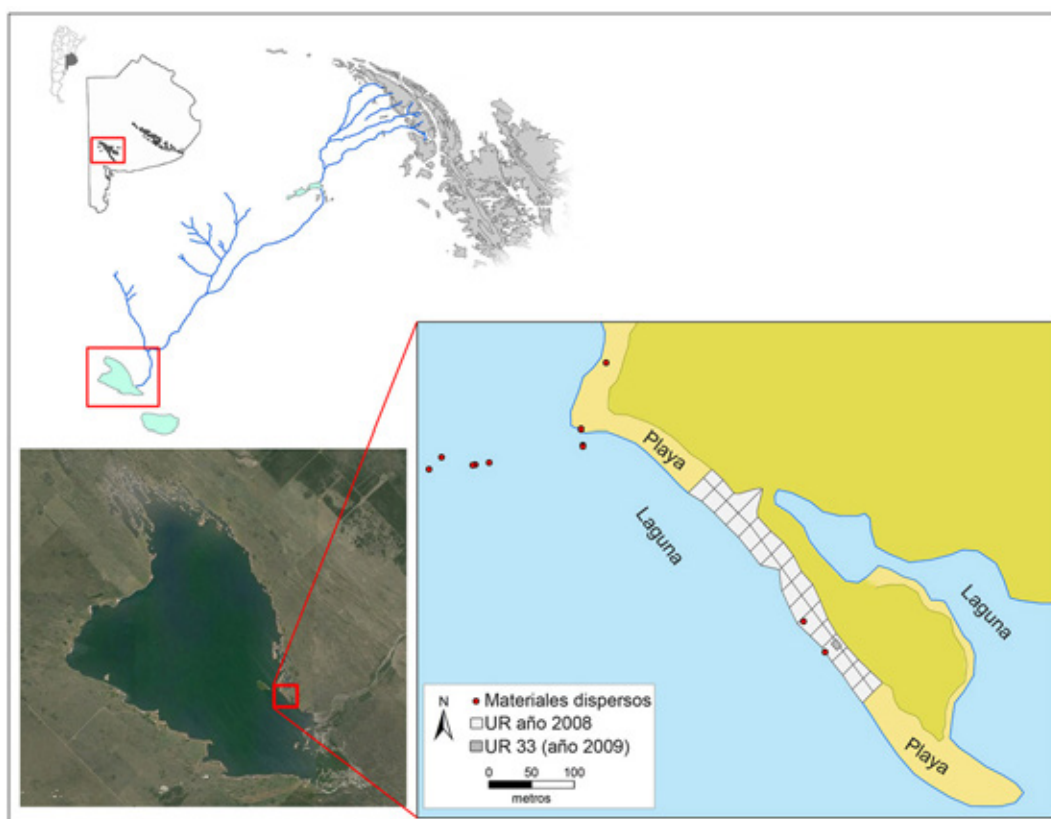 Playa
Laguna
Laguna
Playa
N
Materiales dispersos
UR año 2008
UR 33 (año 2009)
0 50 100
metros